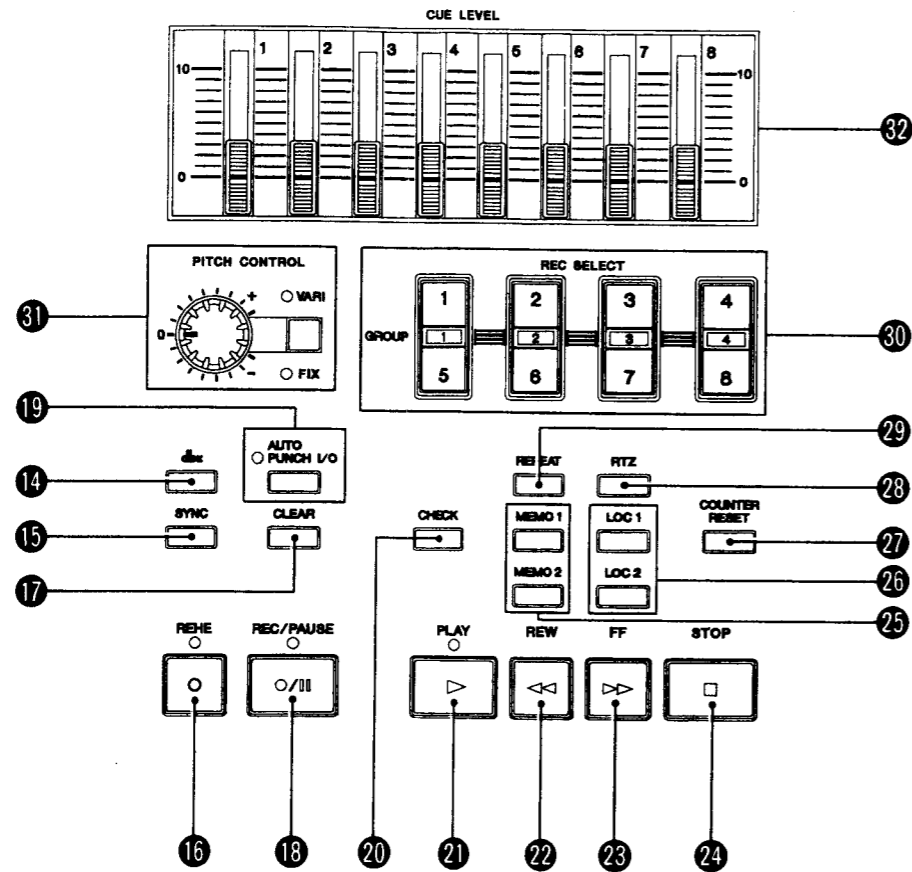 CUE LEVEL
1 2 3 4 5 6 7 8
10 10
0 0
32
PITCH CONTROL
+ VARI
0
- FIX
31
REC SELECT
1 2 3 4
GROUP 1 2 3 4
5 6 7 8
30
19
AUTO
PUNCH I/O
29
14 dbx
REPEAT RTZ
28
15 SYNC CLEAR CHECK MEMO 1 LOC 1 COUNTER
RESET
27
17
MEMO 2 LOC 2
26
25
REHE REC/PAUSE PLAY REW FF STOP
16 18 20 21 22 23 24